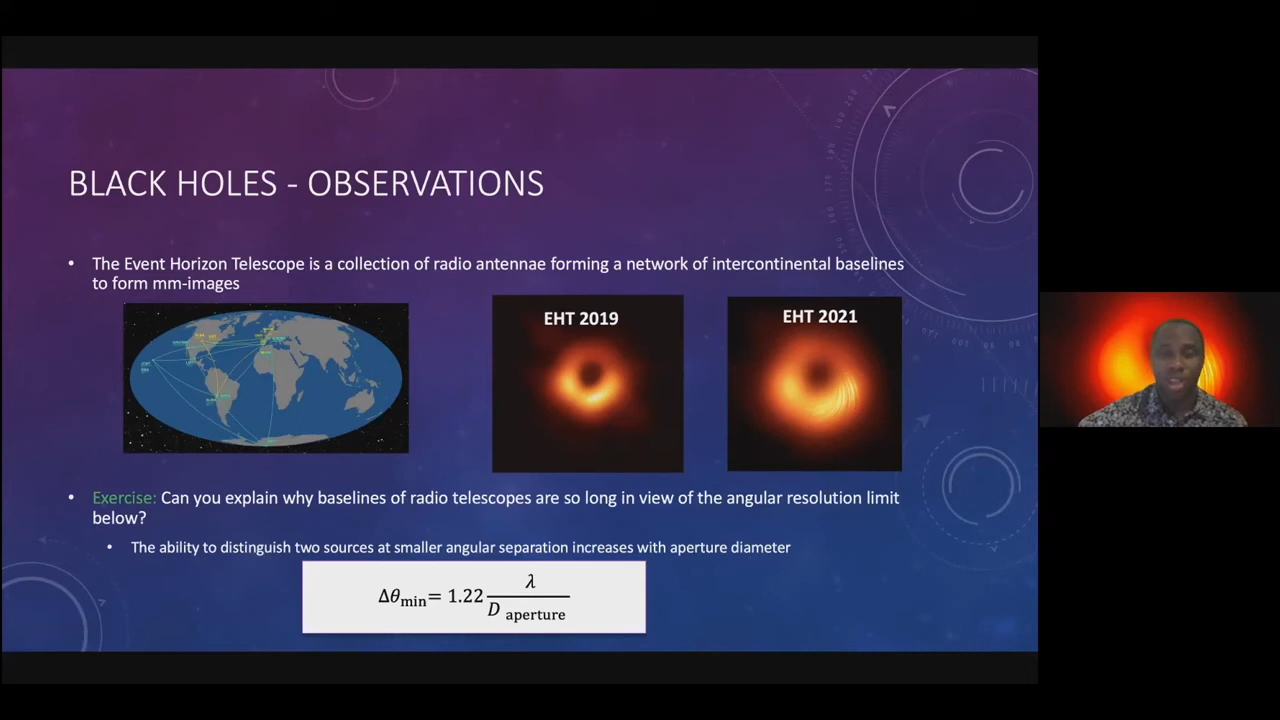 BLACK HOLES - OBSERVATIONS
• The Event Horizon Telescope is a collection of radio antennae forming a network of intercontinental baselines
to form mm-images
EHT 2019
EHT 2021
• Exercise: Can you explain why baselines of radio telescopes are so long in view of the angular resolution limit
below?
• The ability to distinguish two sources at smaller angular separation increases with aperture diameter
Δθmin= 1.22 λ / D aperture